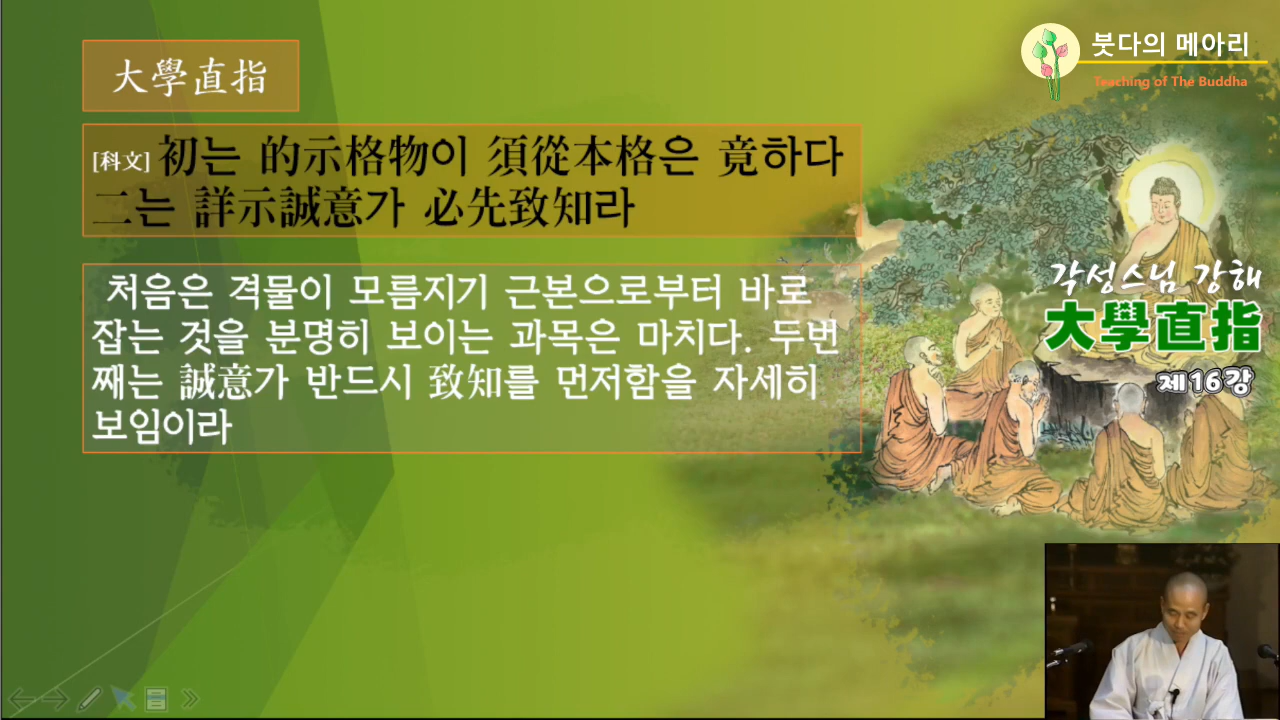 大學直指
[科文] 初는 的示格物이 須從本格은 竟하다
二는 詳示誠意가 必先致知라
처음은 격물이 모름지기 근본으로부터 바로
잡는 것을 분명히 보이는 과목은 마치다. 두번
째는 誠意가 반드시 致知를 먼저함을 자세히
보임이라
붓다의 메아리
Teaching of The Buddha
각성스님 강해
大學直指
제16강